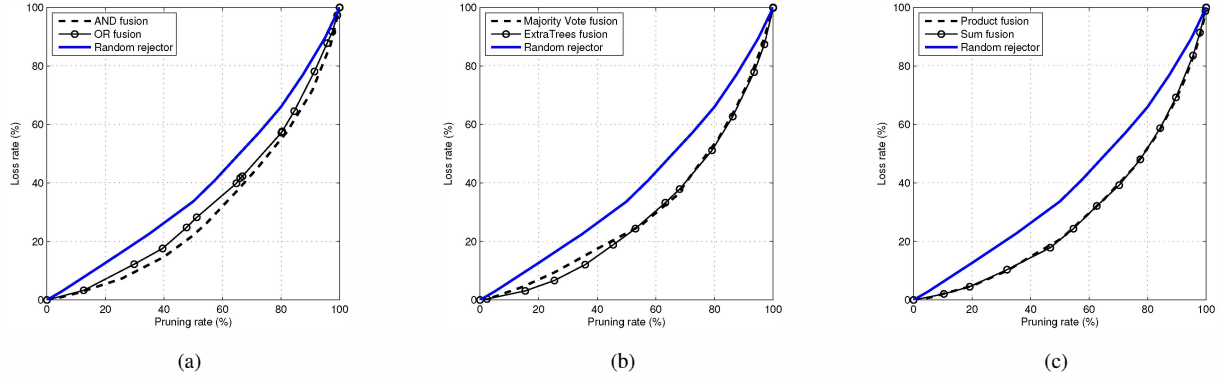 AND fusion
OR fusion
Random rejector
100
80
60
40
20
0
Loss rate (%)
0 20 40 60 80 100
Pruning rate (%)
(a)
Majority Vote fusion
ExtraTrees fusion
Random rejector
100
80
60
40
20
0
Loss rate (%)
0 20 40 60 80 100
Pruning rate (%)
(b)
Product fusion
Sum fusion
Random rejector
100
80
60
40
20
0
Loss rate (%)
0 20 40 60 80 100
Pruning rate (%)
(c)